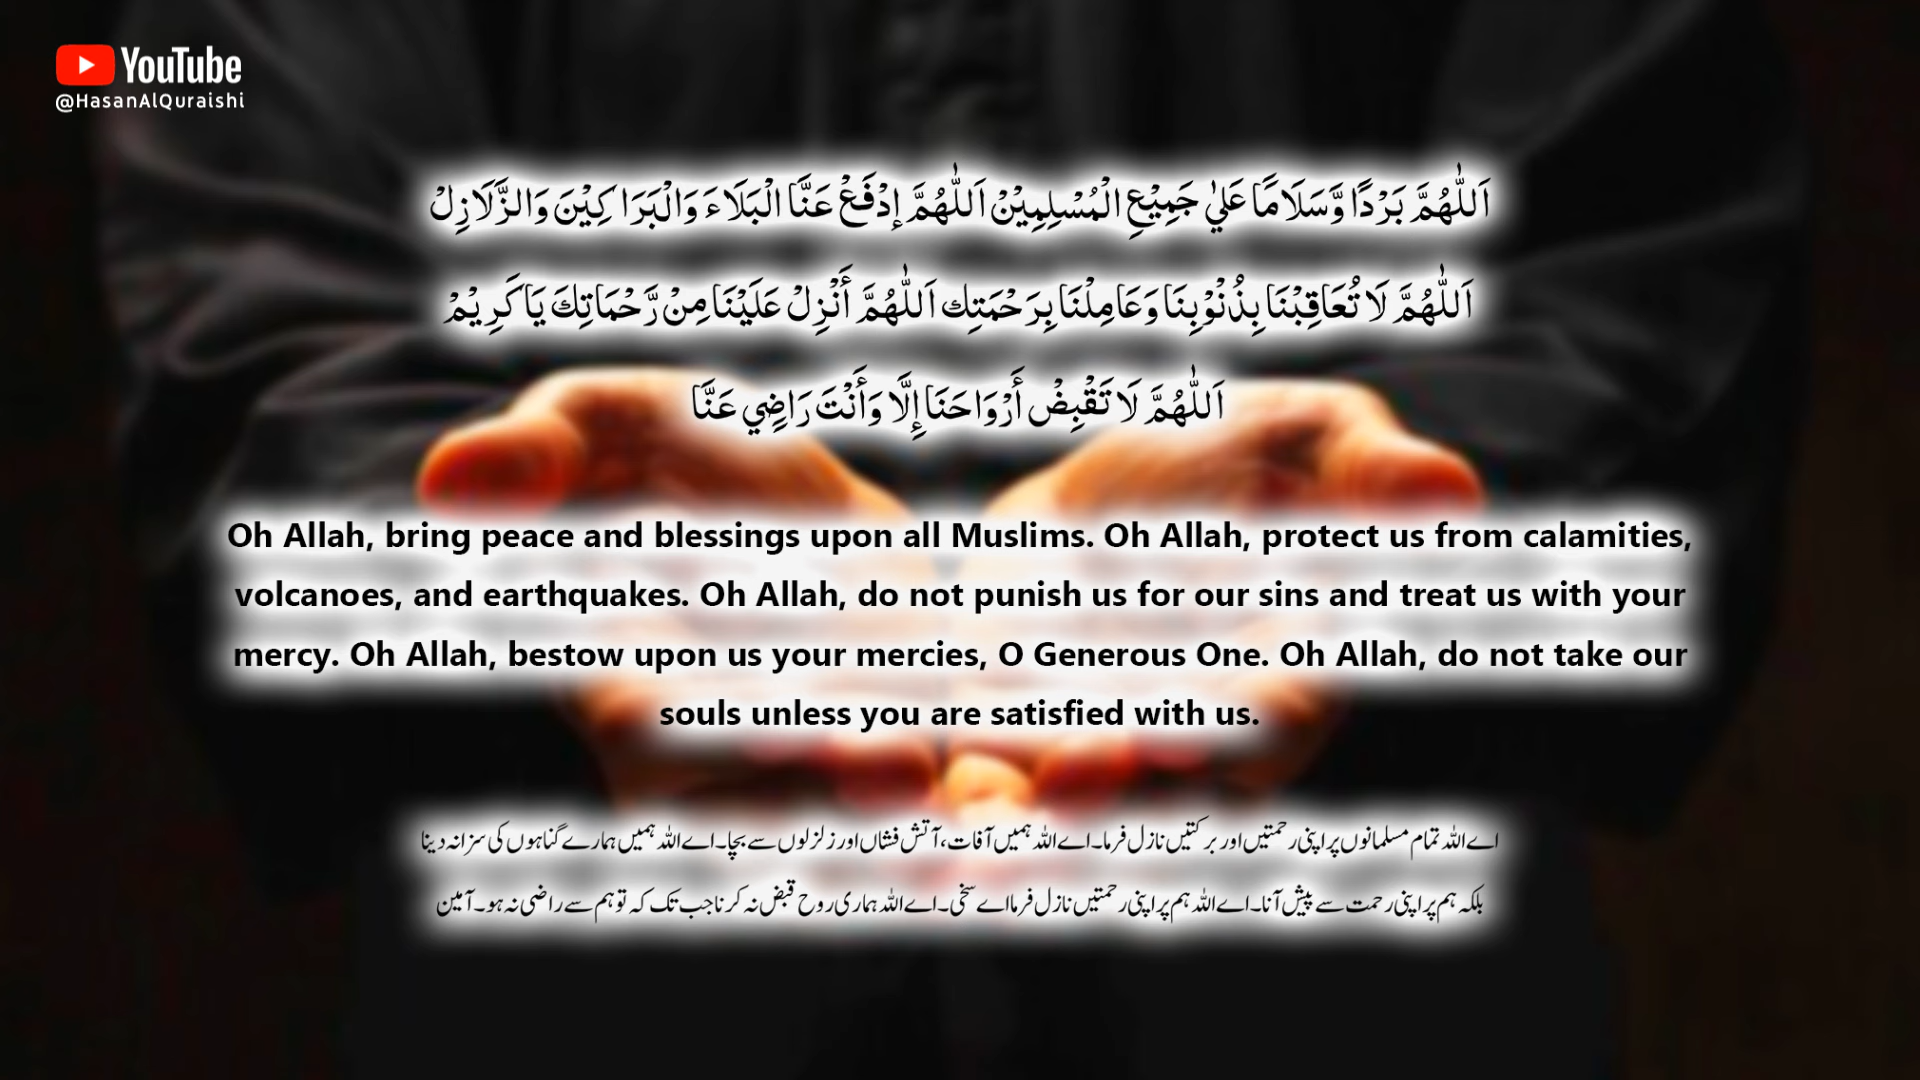 YouTube
@HasanAlQuraishi
اَللّٰهُمَّ بَرْدًا وَّسَلَامًا عَلیٰ جَمِيْعِ الْمُسْلِمِيْنْ اَللّٰهُمَّ إِدْفَعْ عَنَّا الْبَلَاءَ وَالْبَرَاكِيْنَ وَالزَّلَازِلْ
اَللّٰهُمَّ لَا تُعَاقِبْنَا بِذُنْوْبِنَا وَعَامِلْنَا بِرَحْمَتِك اَللّٰهُمَّ أَنْزِلْ عَلَيْنَا مِنْ رَّحْمَاتِكَ يَا كَرِيْمْ
اَللّٰهُمَّ لَا تَقْبِضْ أَرْوَاحَنَا إِلَّا وَأَنْتَ رَاضِي عَنَّا
Oh Allah, bring peace and blessings upon all Muslims. Oh Allah, protect us from calamities,
volcanoes, and earthquakes. Oh Allah, do not punish us for our sins and treat us with your
mercy. Oh Allah, bestow upon us your mercies, O Generous One. Oh Allah, do not take our
souls unless you are satisfied with us.
اے اللہ تمام مسلمانوں پر اپنی رحمتیں اور برکتیں نازل فرما۔ اے اللہ ہمیں آفات، آتش فشاں اور زلزلوں سے بچا۔ اے اللہ ہمیں ہمارے گناہوں کی سزا نہ دینا
بلکہ ہم پر اپنی رحمت سے پیش آنا۔ اے اللہ ہم پر اپنی رحمتیں نازل فرما اے سخی۔ اے اللہ ہماری روح قبض نہ کرنا جب تک کہ تو ہم سے راضی نہ ہو۔ آمین